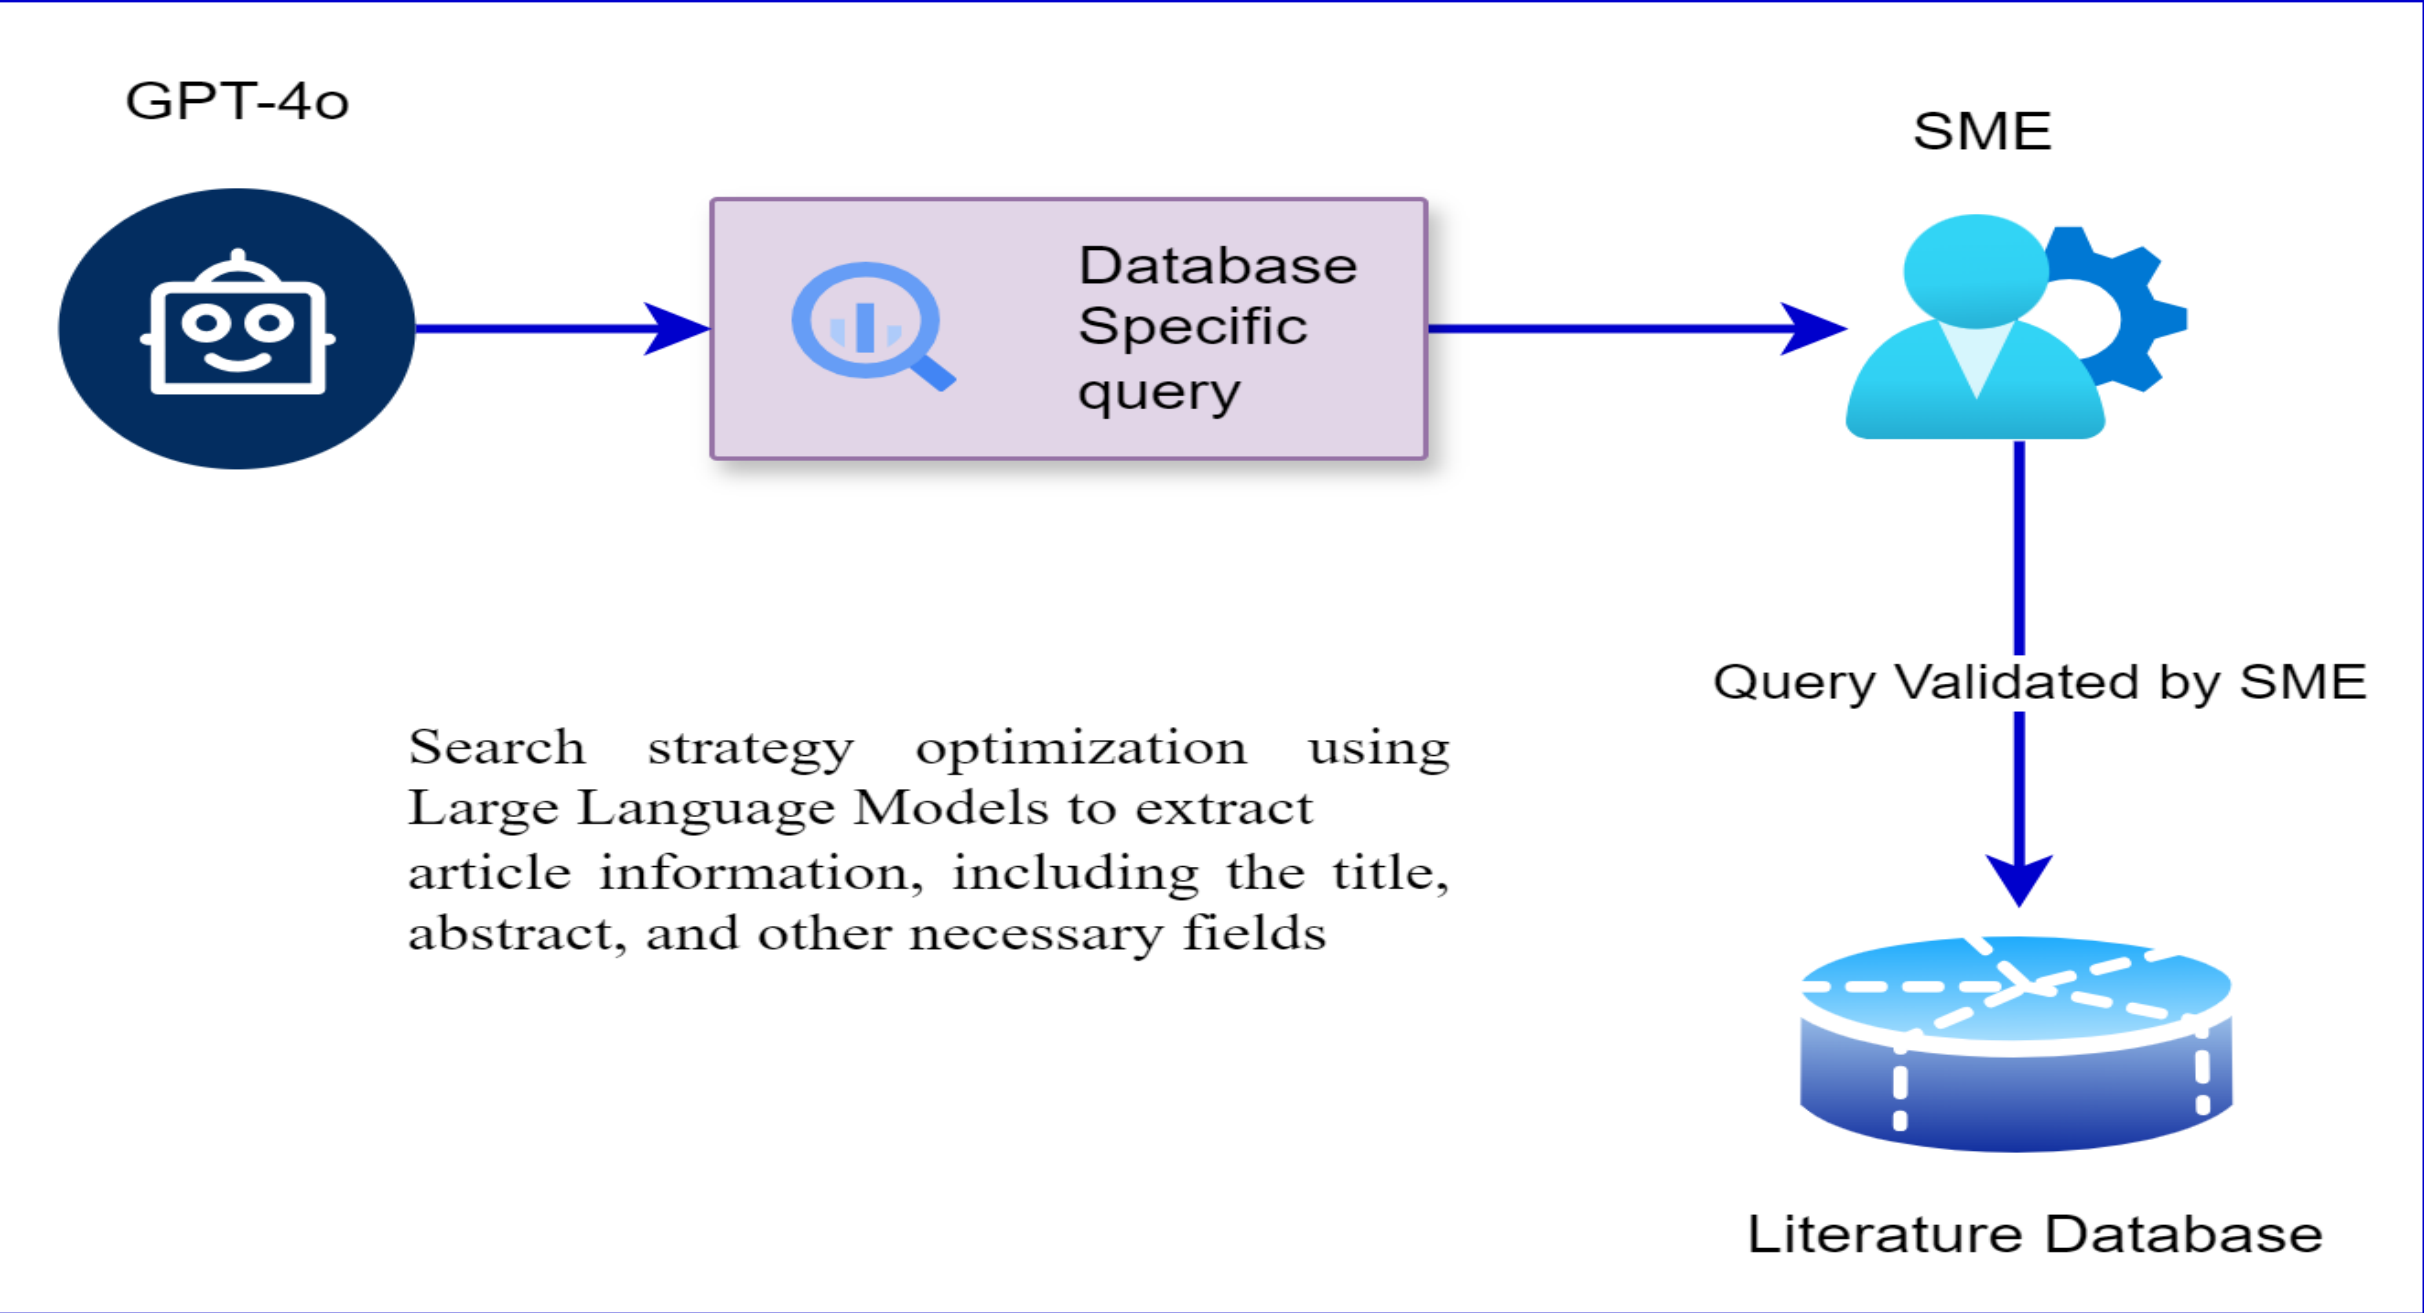 GPT-4o
SME
Database
Specific
query
Query Validated by SME
Search strategy optimization using
Large Language Models to extract
article information, including the title,
abstract, and other necessary fields
Literature Database